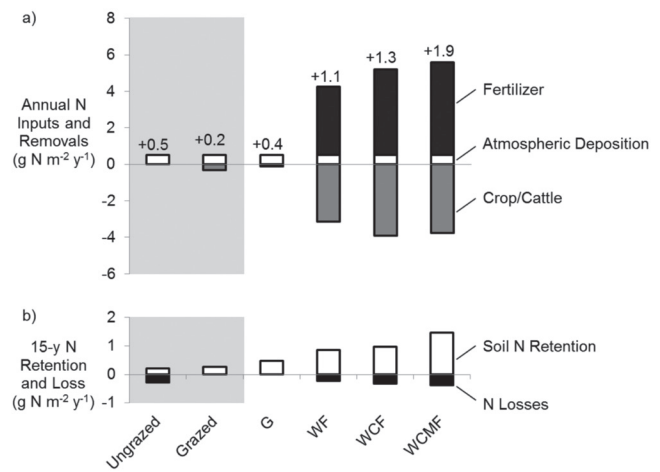 a)
8
6
4
2
0
-2
-4
-6
Annual N
Inputs and
Removals
(g N m⁻² y⁻¹)
+0.5
+0.2
+0.4
+1.1
+1.3
+1.9
Fertilizer
Atmospheric Deposition
Crop/Cattle
b)
2
1
0
-1
15-y N
Retention
and Loss
(g N m⁻² y⁻¹)
Soil N Retention
N Losses
Ungrazed
Grazed
G
WF
WCF
WCMF